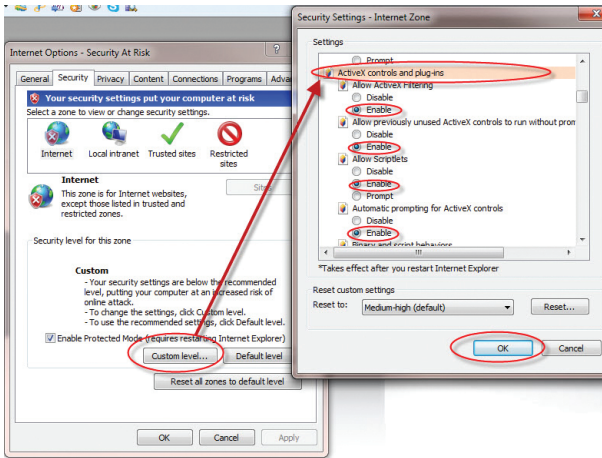 Internet Options - Security At Risk
?
General Security Privacy Content Connections Programs
Your security settings put your computer at risk
Select a zone to view or change security settings.
Internet Local intranet Trusted sites Restricted
sites
Internet
This zone is for Internet websites,
except those listed in trusted and
restricted zones.
Sites
Security level for this zone
Custom
- Your security settings are below the recommended
level, putting your computer at an increased risk of
online attack.
- To change the settings, click Custom level.
- To use the recommended settings, click Default level.
Enable Protected Mode (requires restarting Internet Explorer)
Custom level... Default level
Reset all zones to default level
OK Cancel Apply
Security Settings - Internet Zone
Settings
Prompt
ActiveX controls and plug-ins
Allow ActiveX Filtering
Disable
Enable
Allow previously unused ActiveX controls to run without prom
Disable
Enable
Allow Scriptlets
Disable
Enable
Prompt
Automatic prompting for ActiveX controls
Disable
Enable
Binary and script behaviors
*Takes effect after you restart Internet Explorer
Reset custom settings
Reset to: Medium-high (default) Reset...
OK Cancel